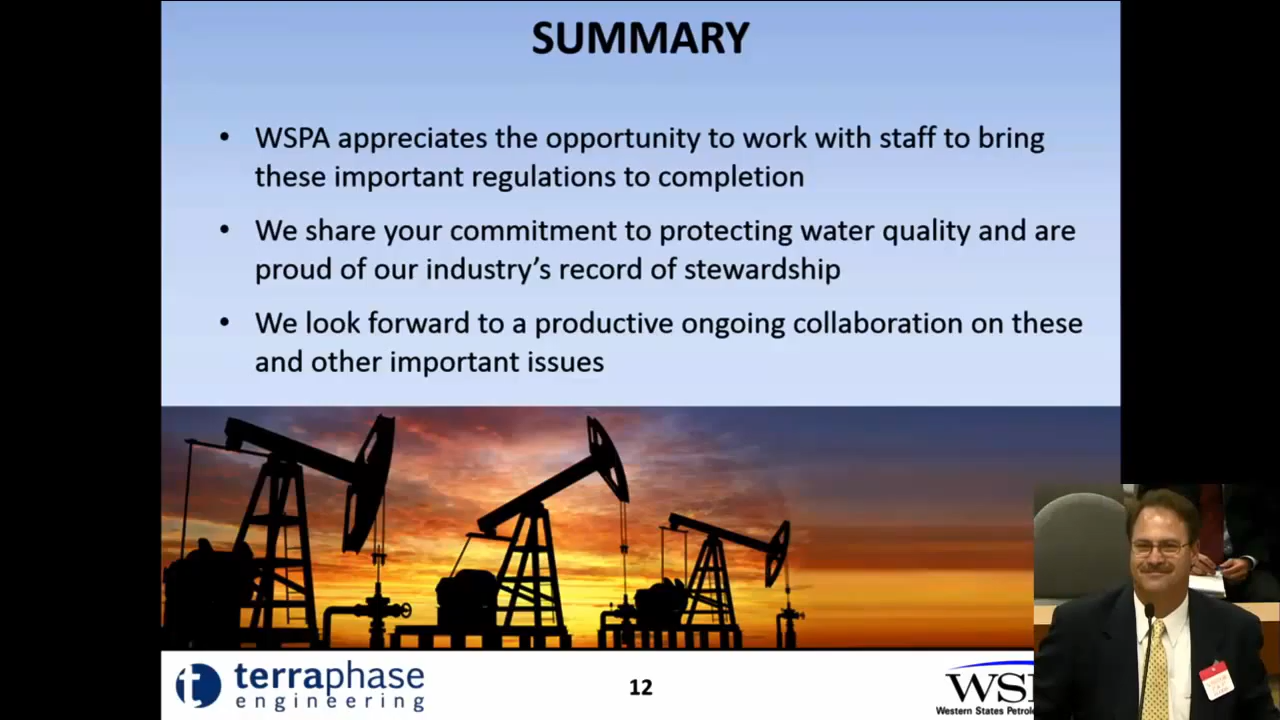 SUMMARY
• WSPA appreciates the opportunity to work with staff to bring
these important regulations to completion
• We share your commitment to protecting water quality and are
proud of our industry's record of stewardship
• We look forward to a productive ongoing collaboration on these
and other important issues
terraphase
engineering
12
WS
Western States Petrol